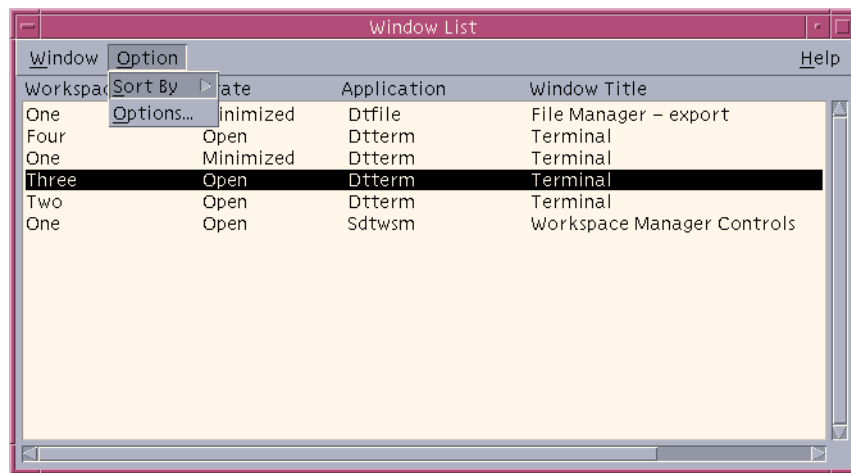 Window List
Window Option Help
Workspac Sort By ate Application Window Title
One Options... inimized Dtfile File Manager – export
Four Open Dtterm Terminal
One Minimized Dtterm Terminal
Three Open Dtterm Terminal
Two Open Dtterm Terminal
One Open Sdtwsm Workspace Manager Controls